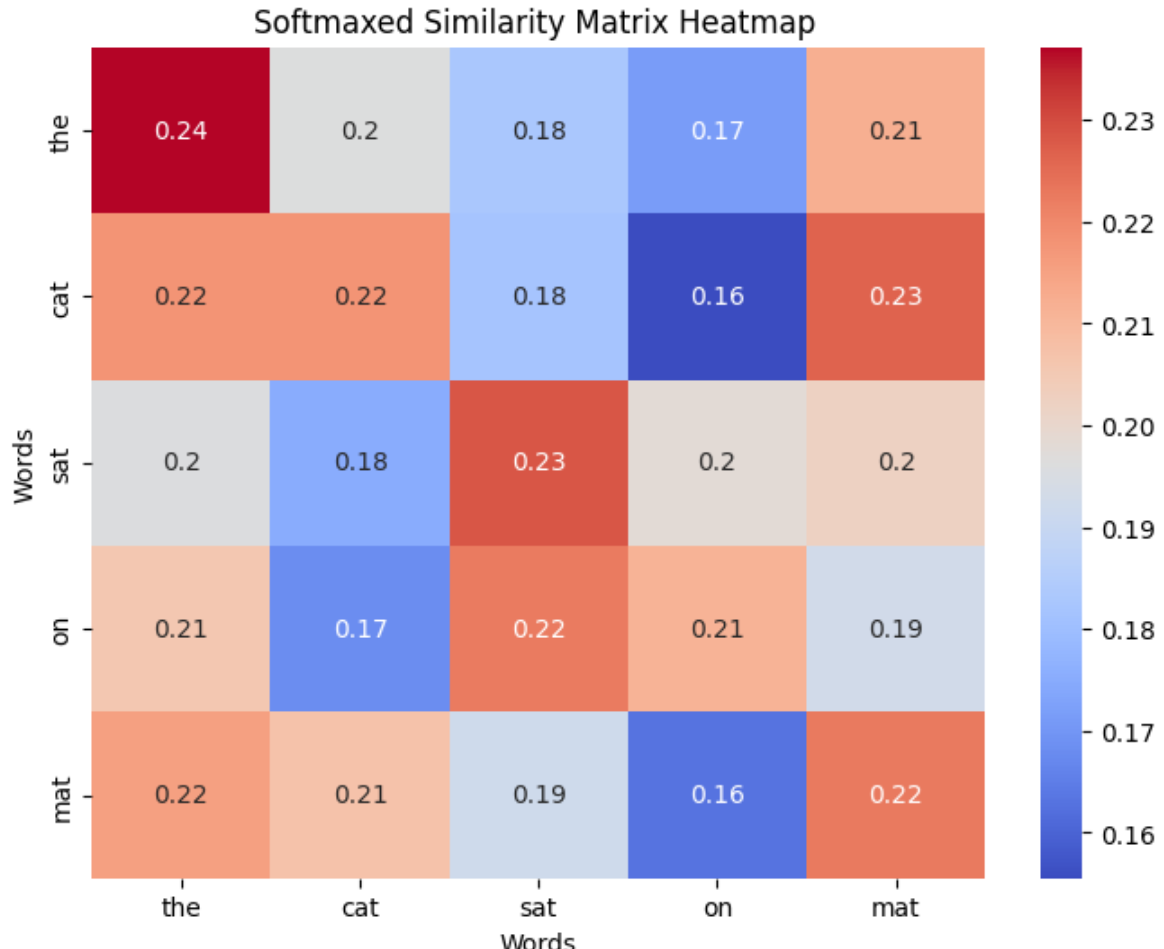 Softmaxed Similarity Matrix Heatmap
the 0.24 0.2 0.18 0.17 0.21
cat 0.22 0.22 0.18 0.16 0.23
sat 0.2 0.18 0.23 0.2 0.2
on 0.21 0.17 0.22 0.21 0.19
mat 0.22 0.21 0.19 0.16 0.22
Words
the cat sat on mat
Words
0.23
0.22
0.21
0.20
0.19
0.18
0.17
0.16